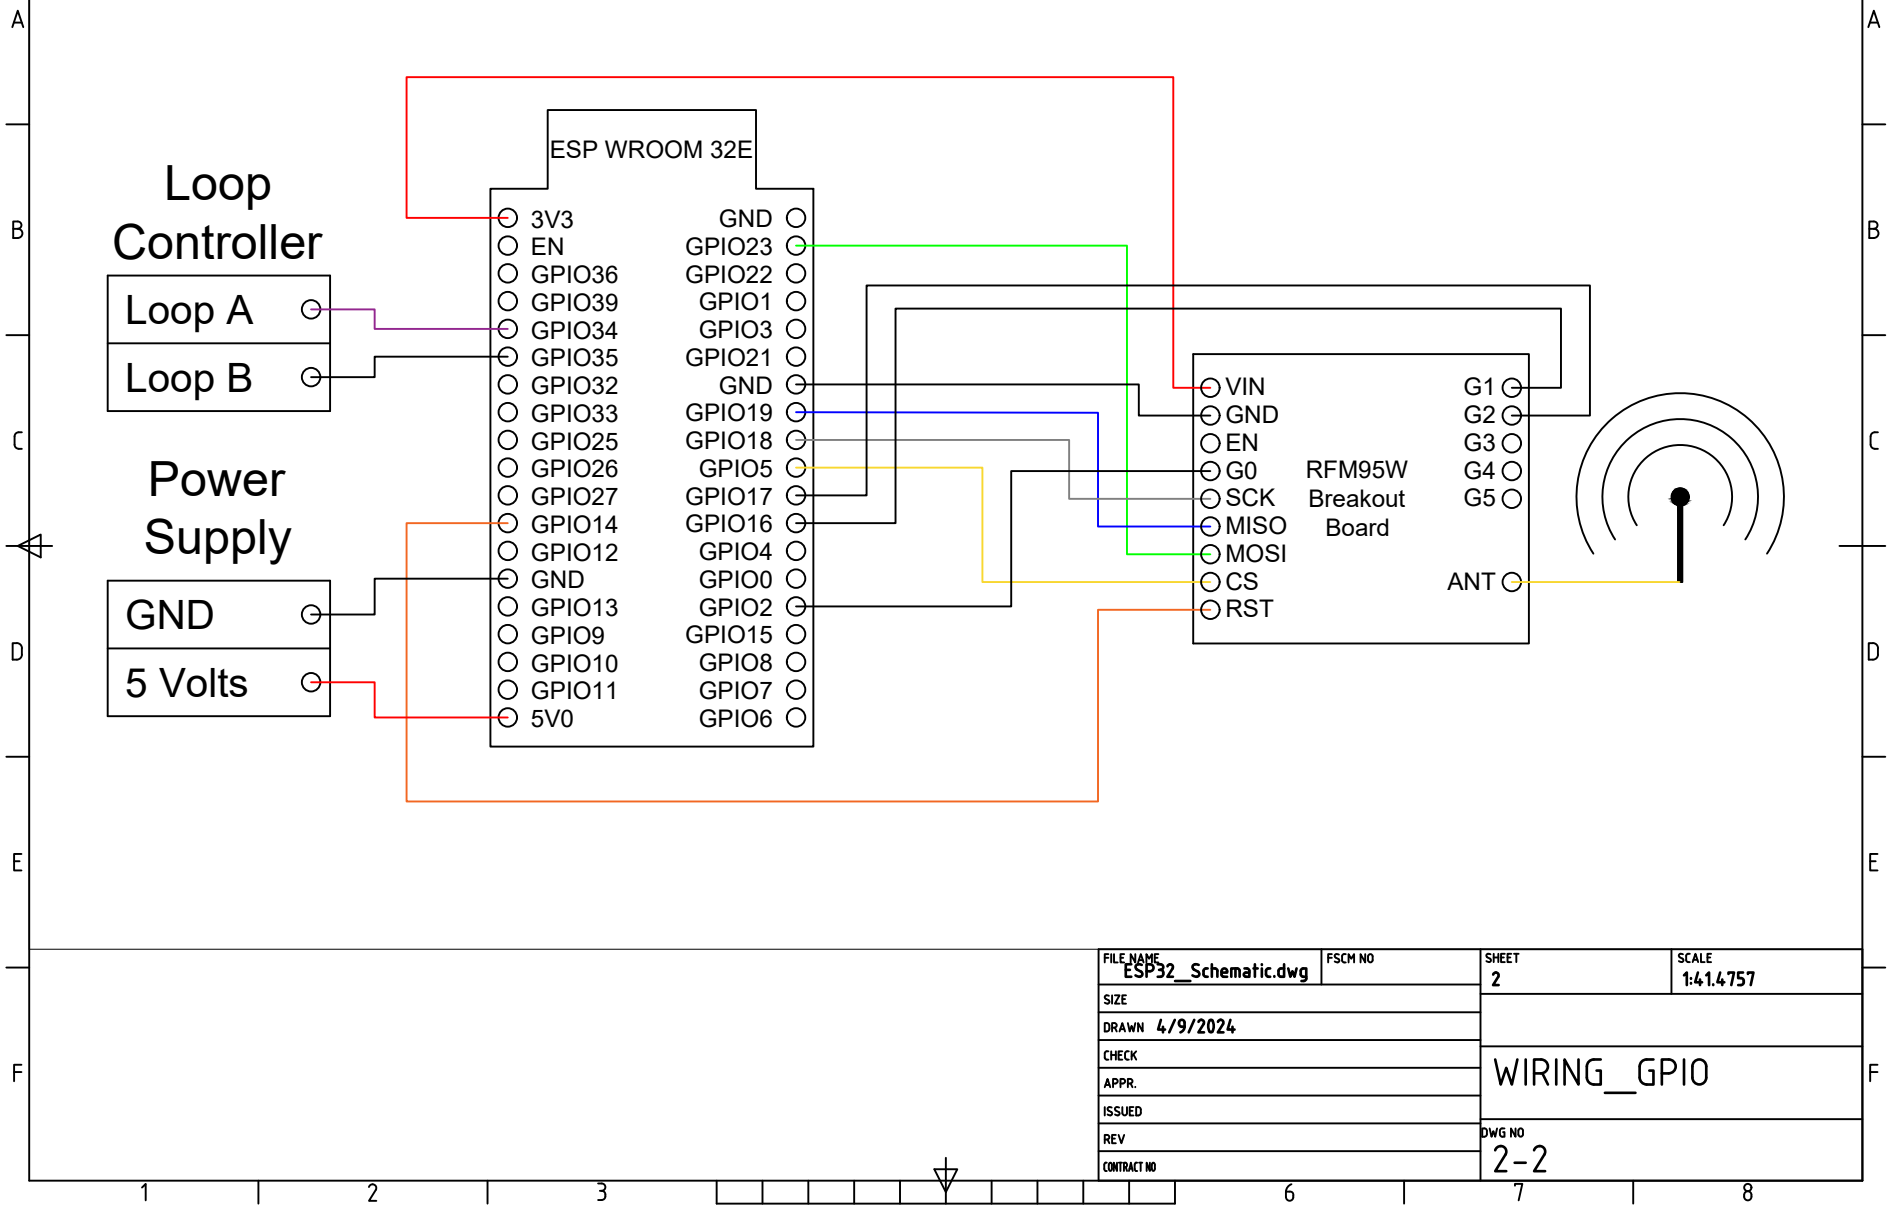 A
A
ESP WROOM 32E
Loop
Controller
Loop A
Loop B
B
B
3V3
EN
GPIO36
GPIO39
GPIO34
GPIO35
GPIO32
GPIO33
GPIO25
GPIO26
GPIO27
GPIO14
GPIO12
GND
GPIO13
GPIO9
GPIO10
GPIO11
5V0
GND
GPIO23
GPIO22
GPIO1
GPIO3
GPIO21
GND
GPIO19
GPIO18
GPIO5
GPIO17
GPIO16
GPIO4
GPIO0
GPIO2
GPIO15
GPIO8
GPIO7
GPIO6
VIN
GND
EN
G0
SCK
MISO
MOSI
CS
RST
RFM95W
Breakout
Board
G1
G2
G3
G4
G5
ANT
C
C
Power
Supply
GND
5 Volts
D
D
E
E
F
F
FILE NAME
ESP32_Schematic.dwg
FSCM NO
SHEET
2
SCALE
1:41.4757
SIZE
DRAWN 4/9/2024
CHECK
APPR.
ISSUED
REV
CONTRACT NO
WIRING_GPIO
DWG NO
2-2
1
2
3
6
7
8